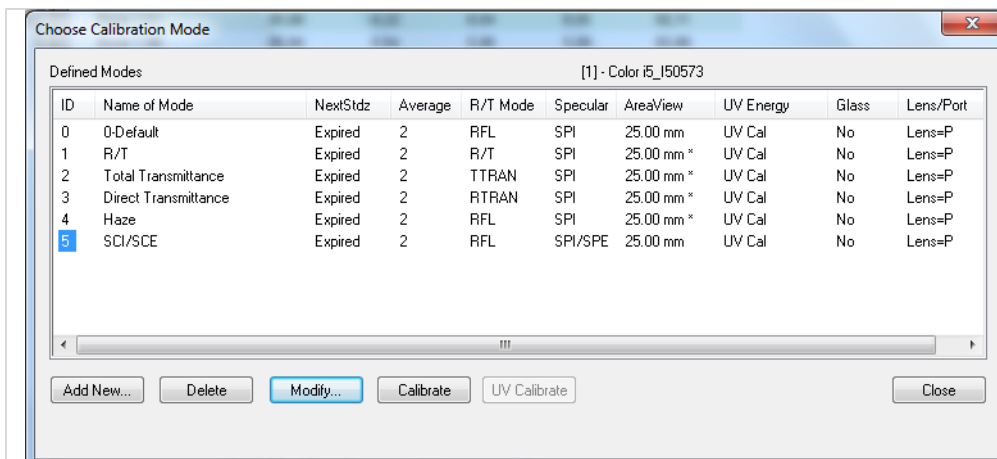 Choose Calibration Mode
Defined Modes [1] - Color i5_I50573
ID Name of Mode NextStdz Average R/T Mode Specular AreaView UV Energy Glass Lens/Port
0 0-Default Expired 2 RFL SPI 25.00 mm UV Cal No Lens=P
1 R/T Expired 2 R/T SPI 25.00 mm * UV Cal No Lens=P
2 Total Transmittance Expired 2 TTRAN SPI 25.00 mm * UV Cal No Lens=P
3 Direct Transmittance Expired 2 RTRAN SPI 25.00 mm * UV Cal No Lens=P
4 Haze Expired 2 RFL SPI 25.00 mm * UV Cal No Lens=P
5 SCI/SCE Expired 2 RFL SPI/SPE 25.00 mm UV Cal No Lens=P
Add New... Delete Modify... Calibrate UV Calibrate Close